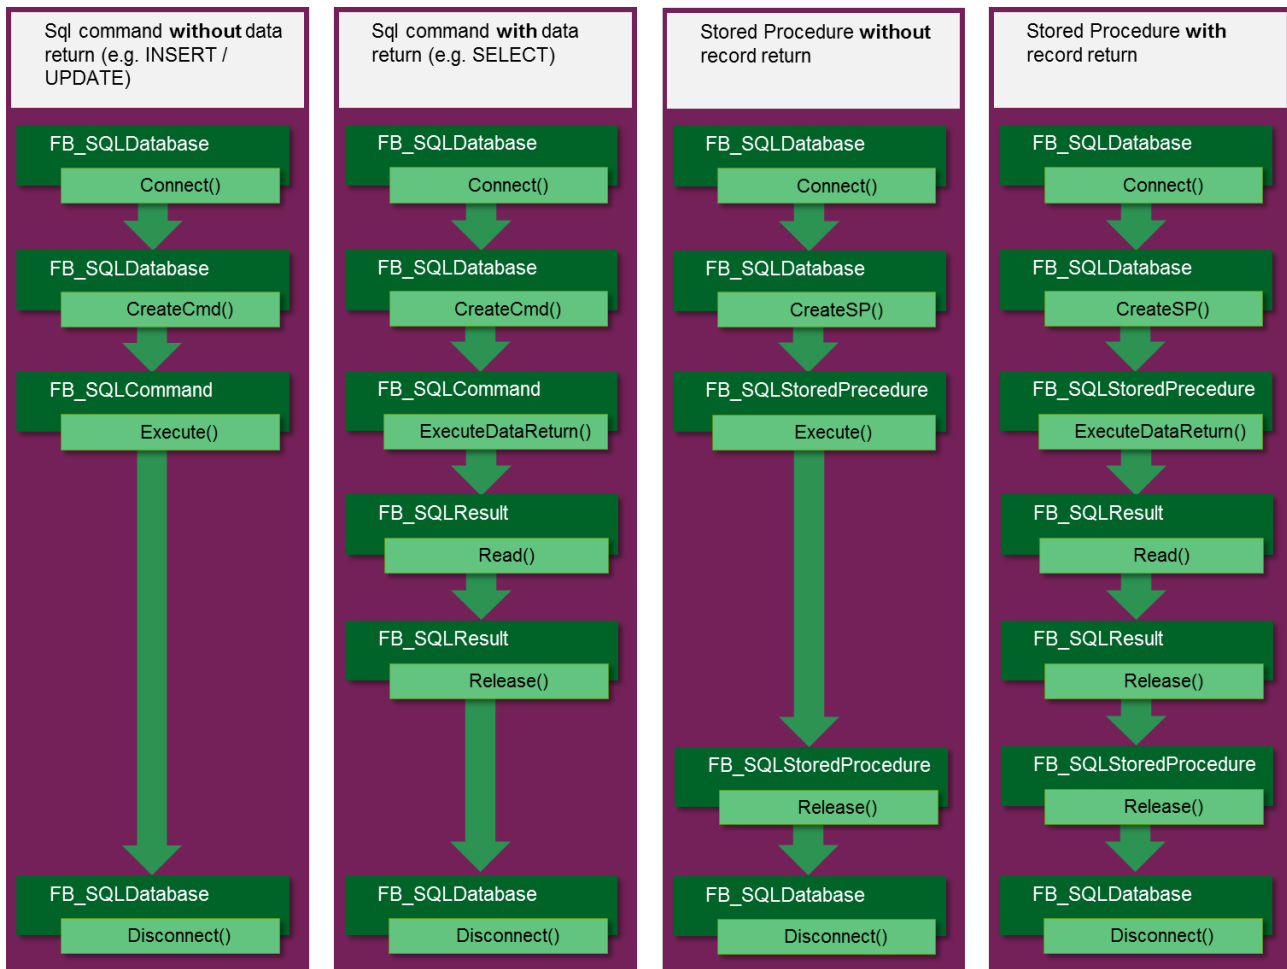 Sql command without data
return (e.g. INSERT /
UPDATE)
FB_SQLDatabase
Connect()
FB_SQLDatabase
CreateCmd()
FB_SQLCommand
Execute()
FB_SQLDatabase
Disconnect()
Sql command with data
return (e.g. SELECT)
FB_SQLDatabase
Connect()
FB_SQLDatabase
CreateCmd()
FB_SQLCommand
ExecuteDataReturn()
FB_SQLResult
Read()
FB_SQLResult
Release()
FB_SQLDatabase
Disconnect()
Stored Procedure without
record return
FB_SQLDatabase
Connect()
FB_SQLDatabase
CreateSP()
FB_SQLStoredPrecedure
Execute()
FB_SQLStoredProcedure
Release()
FB_SQLDatabase
Disconnect()
Stored Procedure with
record return
FB_SQLDatabase
Connect()
FB_SQLDatabase
CreateSP()
FB_SQLStoredPrecedure
ExecuteDataReturn()
FB_SQLResult
Read()
FB_SQLResult
Release()
FB_SQLStoredProcedure
Release()
FB_SQLDatabase
Disconnect()